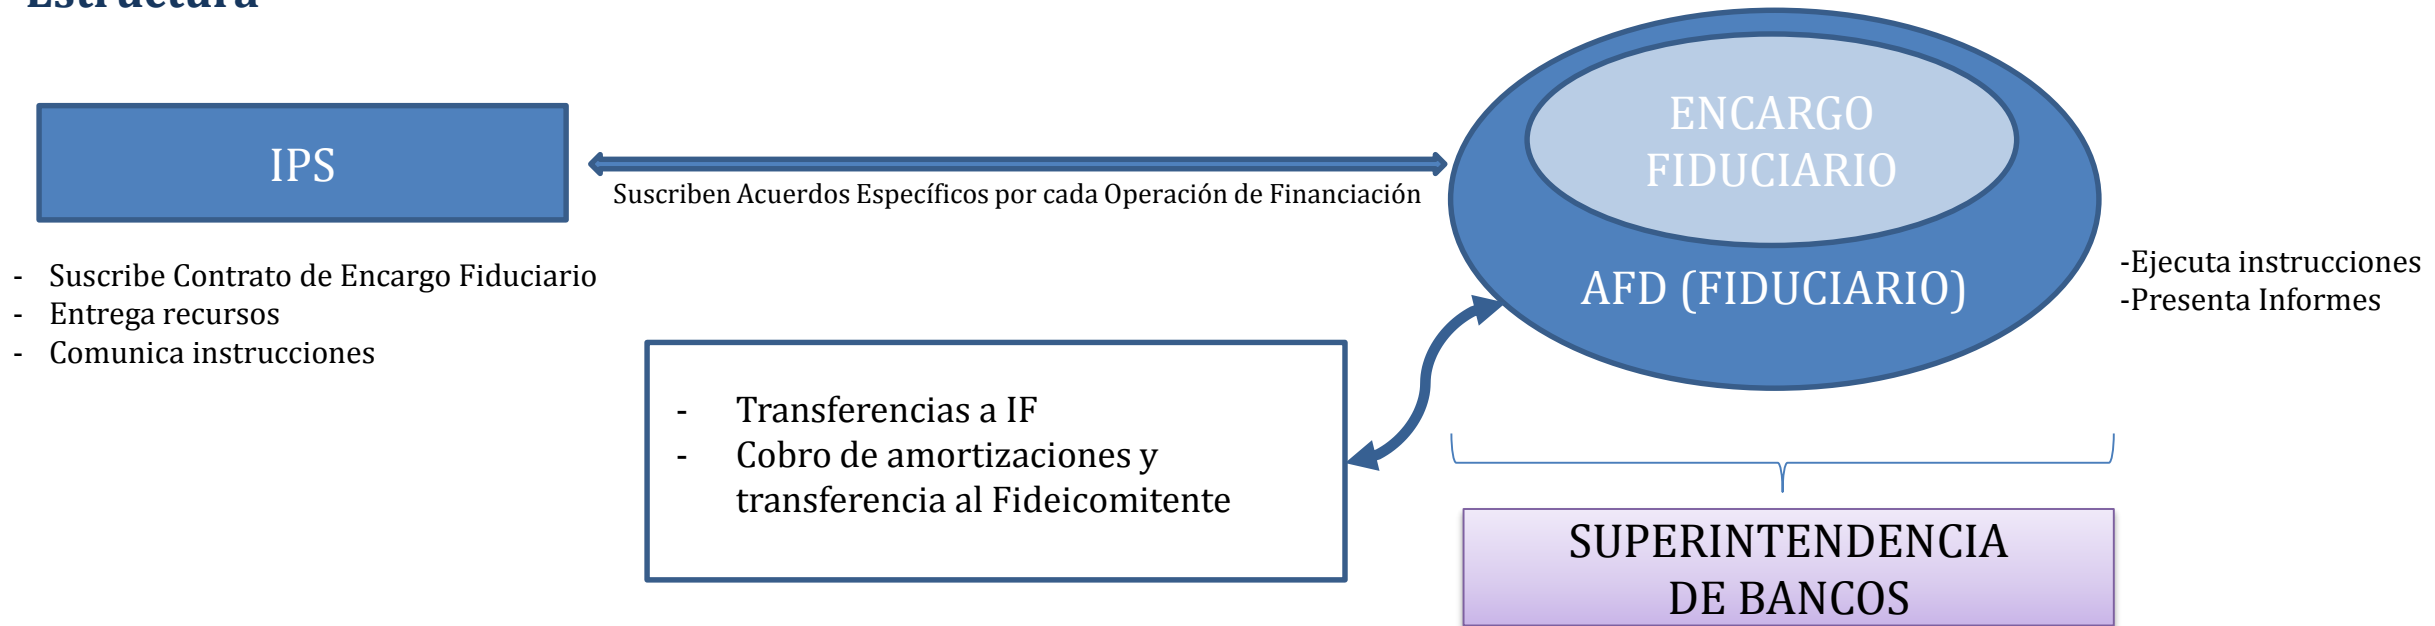 Estructura
IPS
Suscriben Acuerdos Específicos por cada Operación de Financiación
ENCARGO
FIDUCIARIO
AFD (FIDUCIARIO)
- Suscribe Contrato de Encargo Fiduciario
- Entrega recursos
- Comunica instrucciones
-Ejecuta instrucciones
-Presenta Informes
- Transferencias a IF
- Cobro de amortizaciones y
transferencia al Fideicomitente
SUPERINTENDENCIA
DE BANCOS